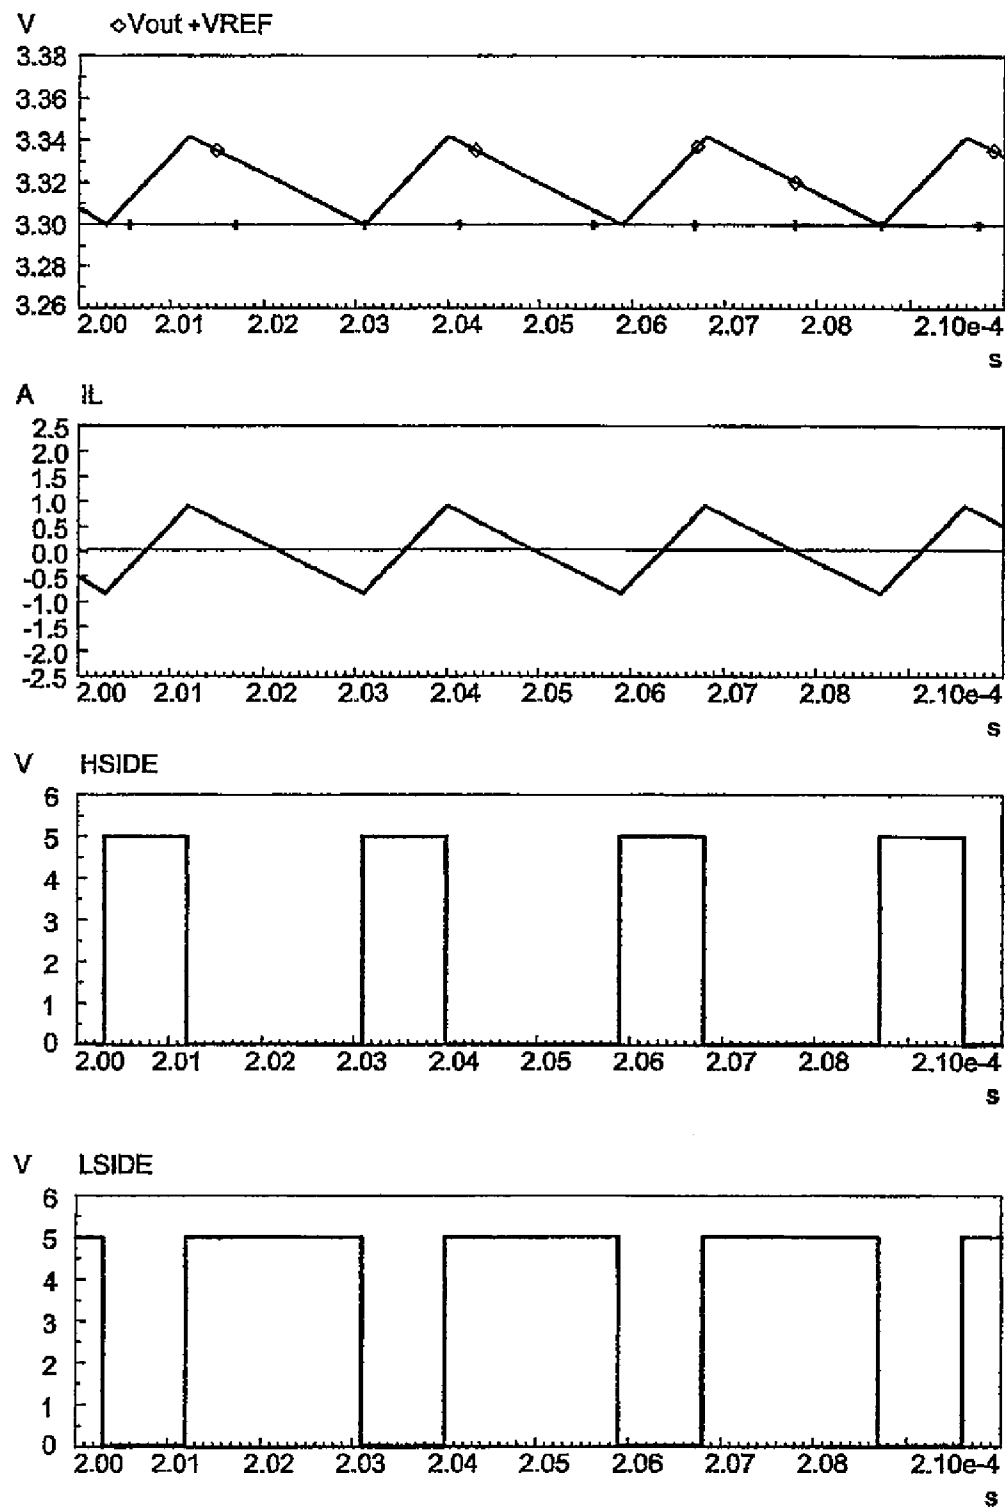 V ◇Vout +VREF
3.38
3.36
3.34
3.32
3.30
3.28
3.26
2.00 2.01 2.02 2.03 2.04 2.05 2.06 2.07 2.08 2.10e-4
s
A IL
2.5
2.0
1.5
1.0
0.5
0.0
-0.5
-1.0
-1.5
-2.0
-2.5
2.00 2.01 2.02 2.03 2.04 2.05 2.06 2.07 2.08 2.10e-4
s
V HSIDE
6
5
4
3
2
1
0
2.00 2.01 2.02 2.03 2.04 2.05 2.06 2.07 2.08 2.10e-4
s
V LSIDE
6
5
4
3
2
1
0
2.00 2.01 2.02 2.03 2.04 2.05 2.06 2.07 2.08 2.10e-4
s